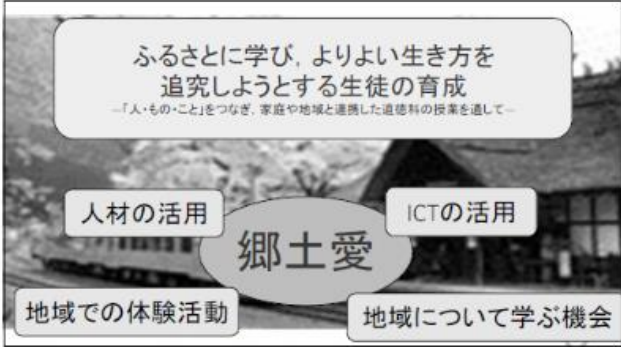 ふるさとに学び，よりよい生き方を
追究しようとする生徒の育成
―「人・もの・こと」をつなぎ，家庭や地域と連携した道徳科の授業を通して―
人材の活用
ICTの活用
郷土愛
地域での体験活動
地域について学ぶ機会